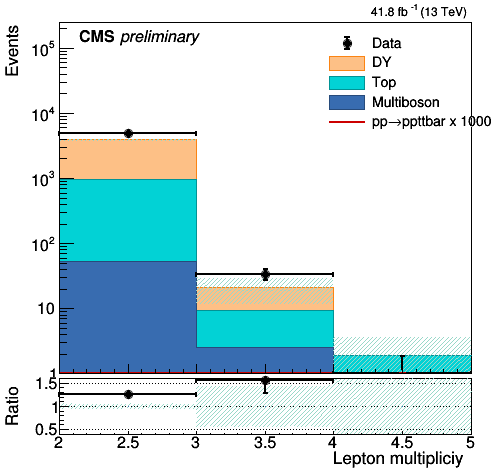 41.8 fb⁻¹ (13 TeV)
CMS preliminary
Events
10⁵
10⁴
10³
10²
10
1
Data
DY
Top
Multiboson
pp→ppttbar x 1000
Ratio
1.5
1
0.5
2 2.5 3 3.5 4 4.5 5
Lepton multipliciy